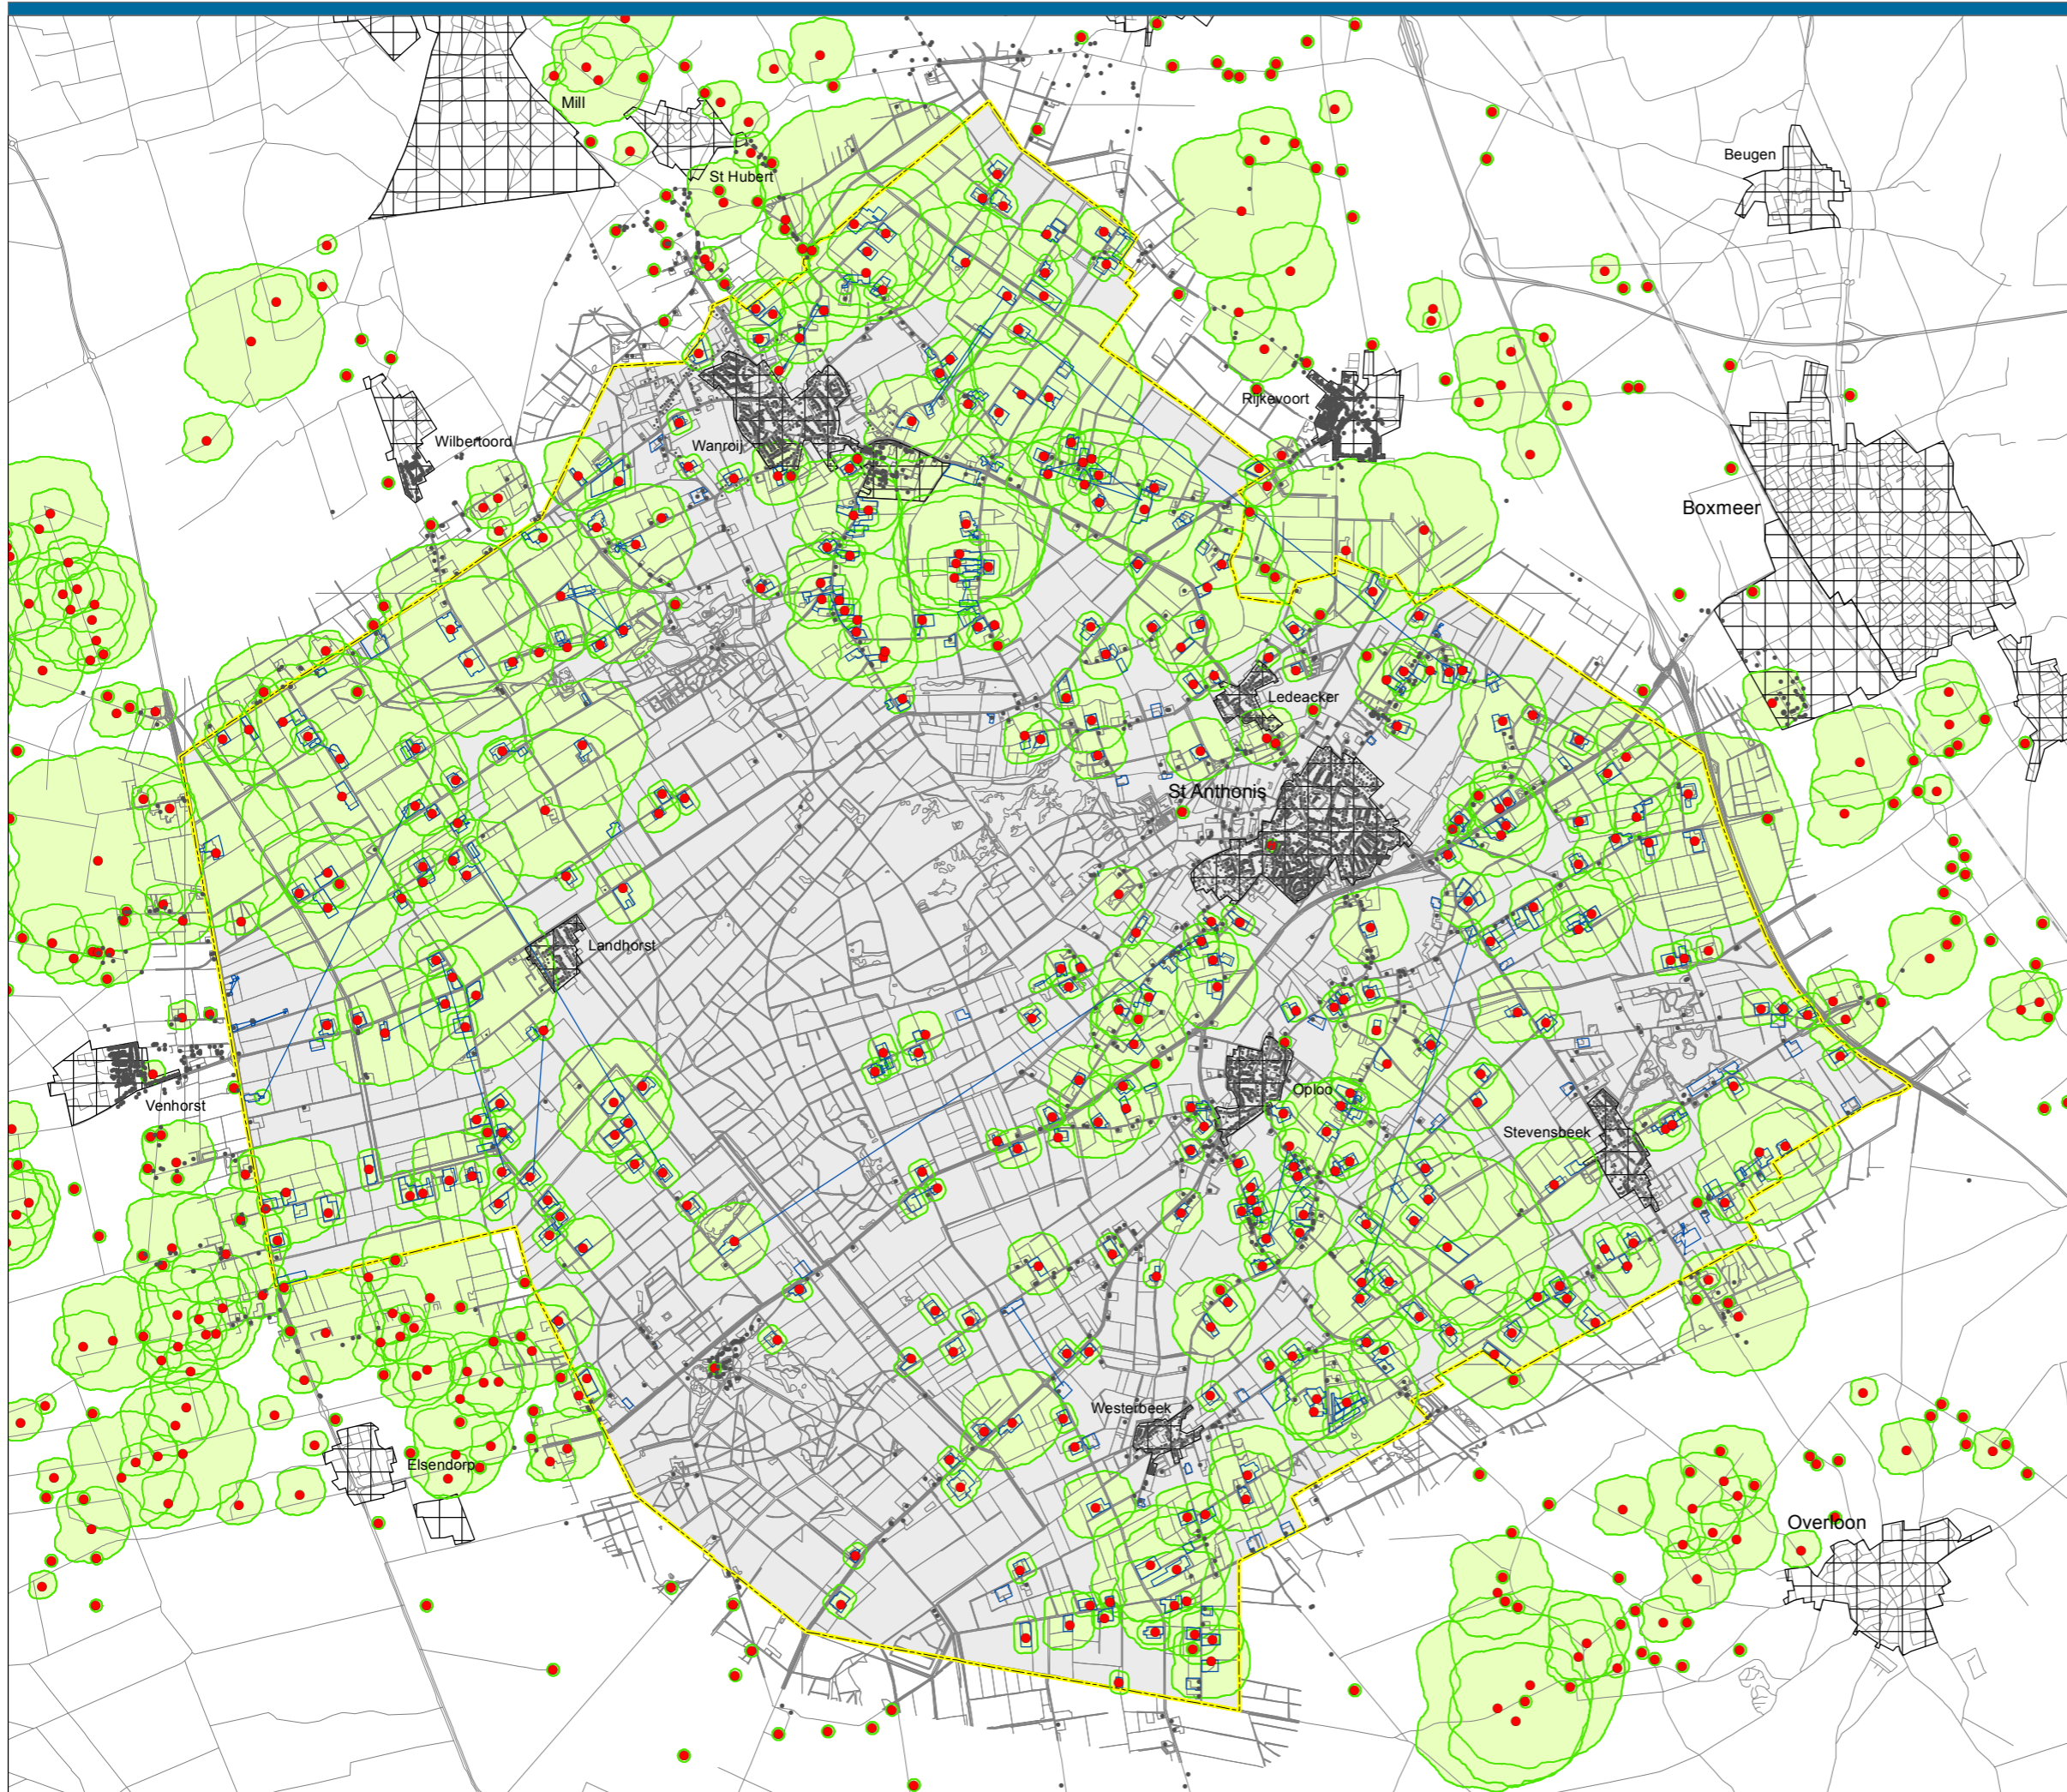 Mill
St Hubert
Beugen
Rijkevoort
Wilbertoord
Wanroij
Boxmeer
Ledeacker
St Anthonis
Landhorst
Oploo
Venhorst
Stevensbeek
Westerbeek
Elsendorp
Overloon